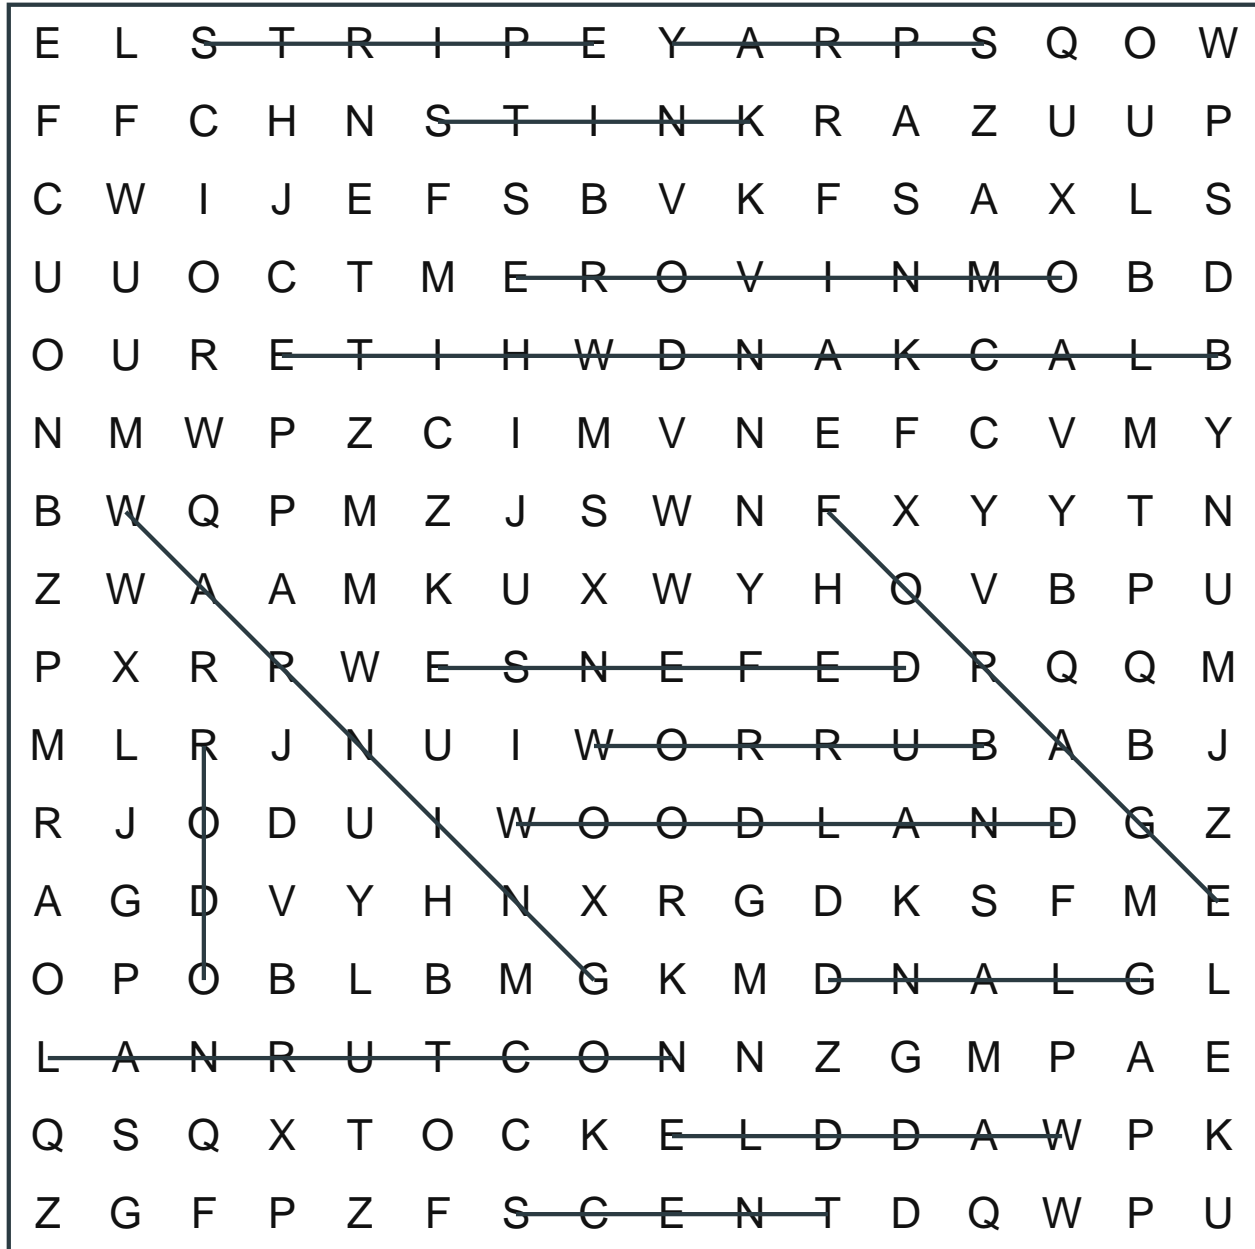 E L S T R I P E Y A R P S Q O W
F F C H N S T I N K R A Z U U P
C W I J E F S B V K F S A X L S
U U O C T M E R O V I N M O B D
O U R E T I H W D N A K C A L B
N M W P Z C I M V N E F C V M Y
B W Q P M Z J S W N F X Y Y T N
Z W A A M K U X W Y H O V B P U
P X R R W E S N E F E D R Q Q M
M L R J N U I W O R R U B A B J
R J O D U I W O O D L A N D G Z
A G D V Y H N X R G D K S F M E
O P O B L B M G K M D N A L G L
L A N R U T C O N N Z G M P A E
Q S Q X T O C K E L D D A W P K
Z G F P Z F S C E N T D Q W P U